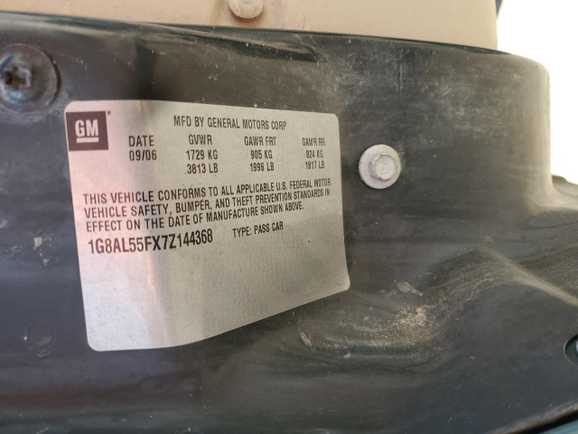 GM
MFD BY GENERAL MOTORS CORP
DATE GVWR GAWR FRT GAWR RR
09/06 1729 KG 905 KG 824 KG
3813 LB 1996 LB 1817 LB
THIS VEHICLE CONFORMS TO ALL APPLICABLE U.S. FEDERAL MOTOR
VEHICLE SAFETY, BUMPER, AND THEFT PREVENTION STANDARDS IN
EFFECT ON THE DATE OF MANUFACTURE SHOWN ABOVE.
1G8AL55FX7Z144368 TYPE: PASS CAR